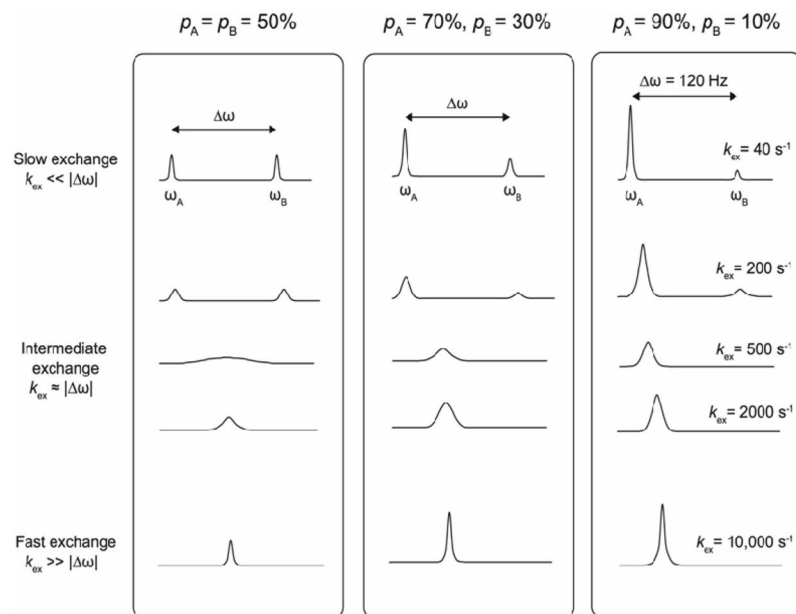 p_A = p_B = 50%
p_A = 70%, p_B = 30%
p_A = 90%, p_B = 10%
Δω
Δω
Δω = 120 Hz
Slow exchange
k_ex << |Δω|
k_ex = 40 s⁻¹
ω_A
ω_B
ω_A
ω_B
ω_A
ω_B
k_ex = 200 s⁻¹
Intermediate
exchange
k_ex ≈ |Δω|
k_ex = 500 s⁻¹
k_ex = 2000 s⁻¹
Fast exchange
k_ex >> |Δω|
k_ex = 10,000 s⁻¹